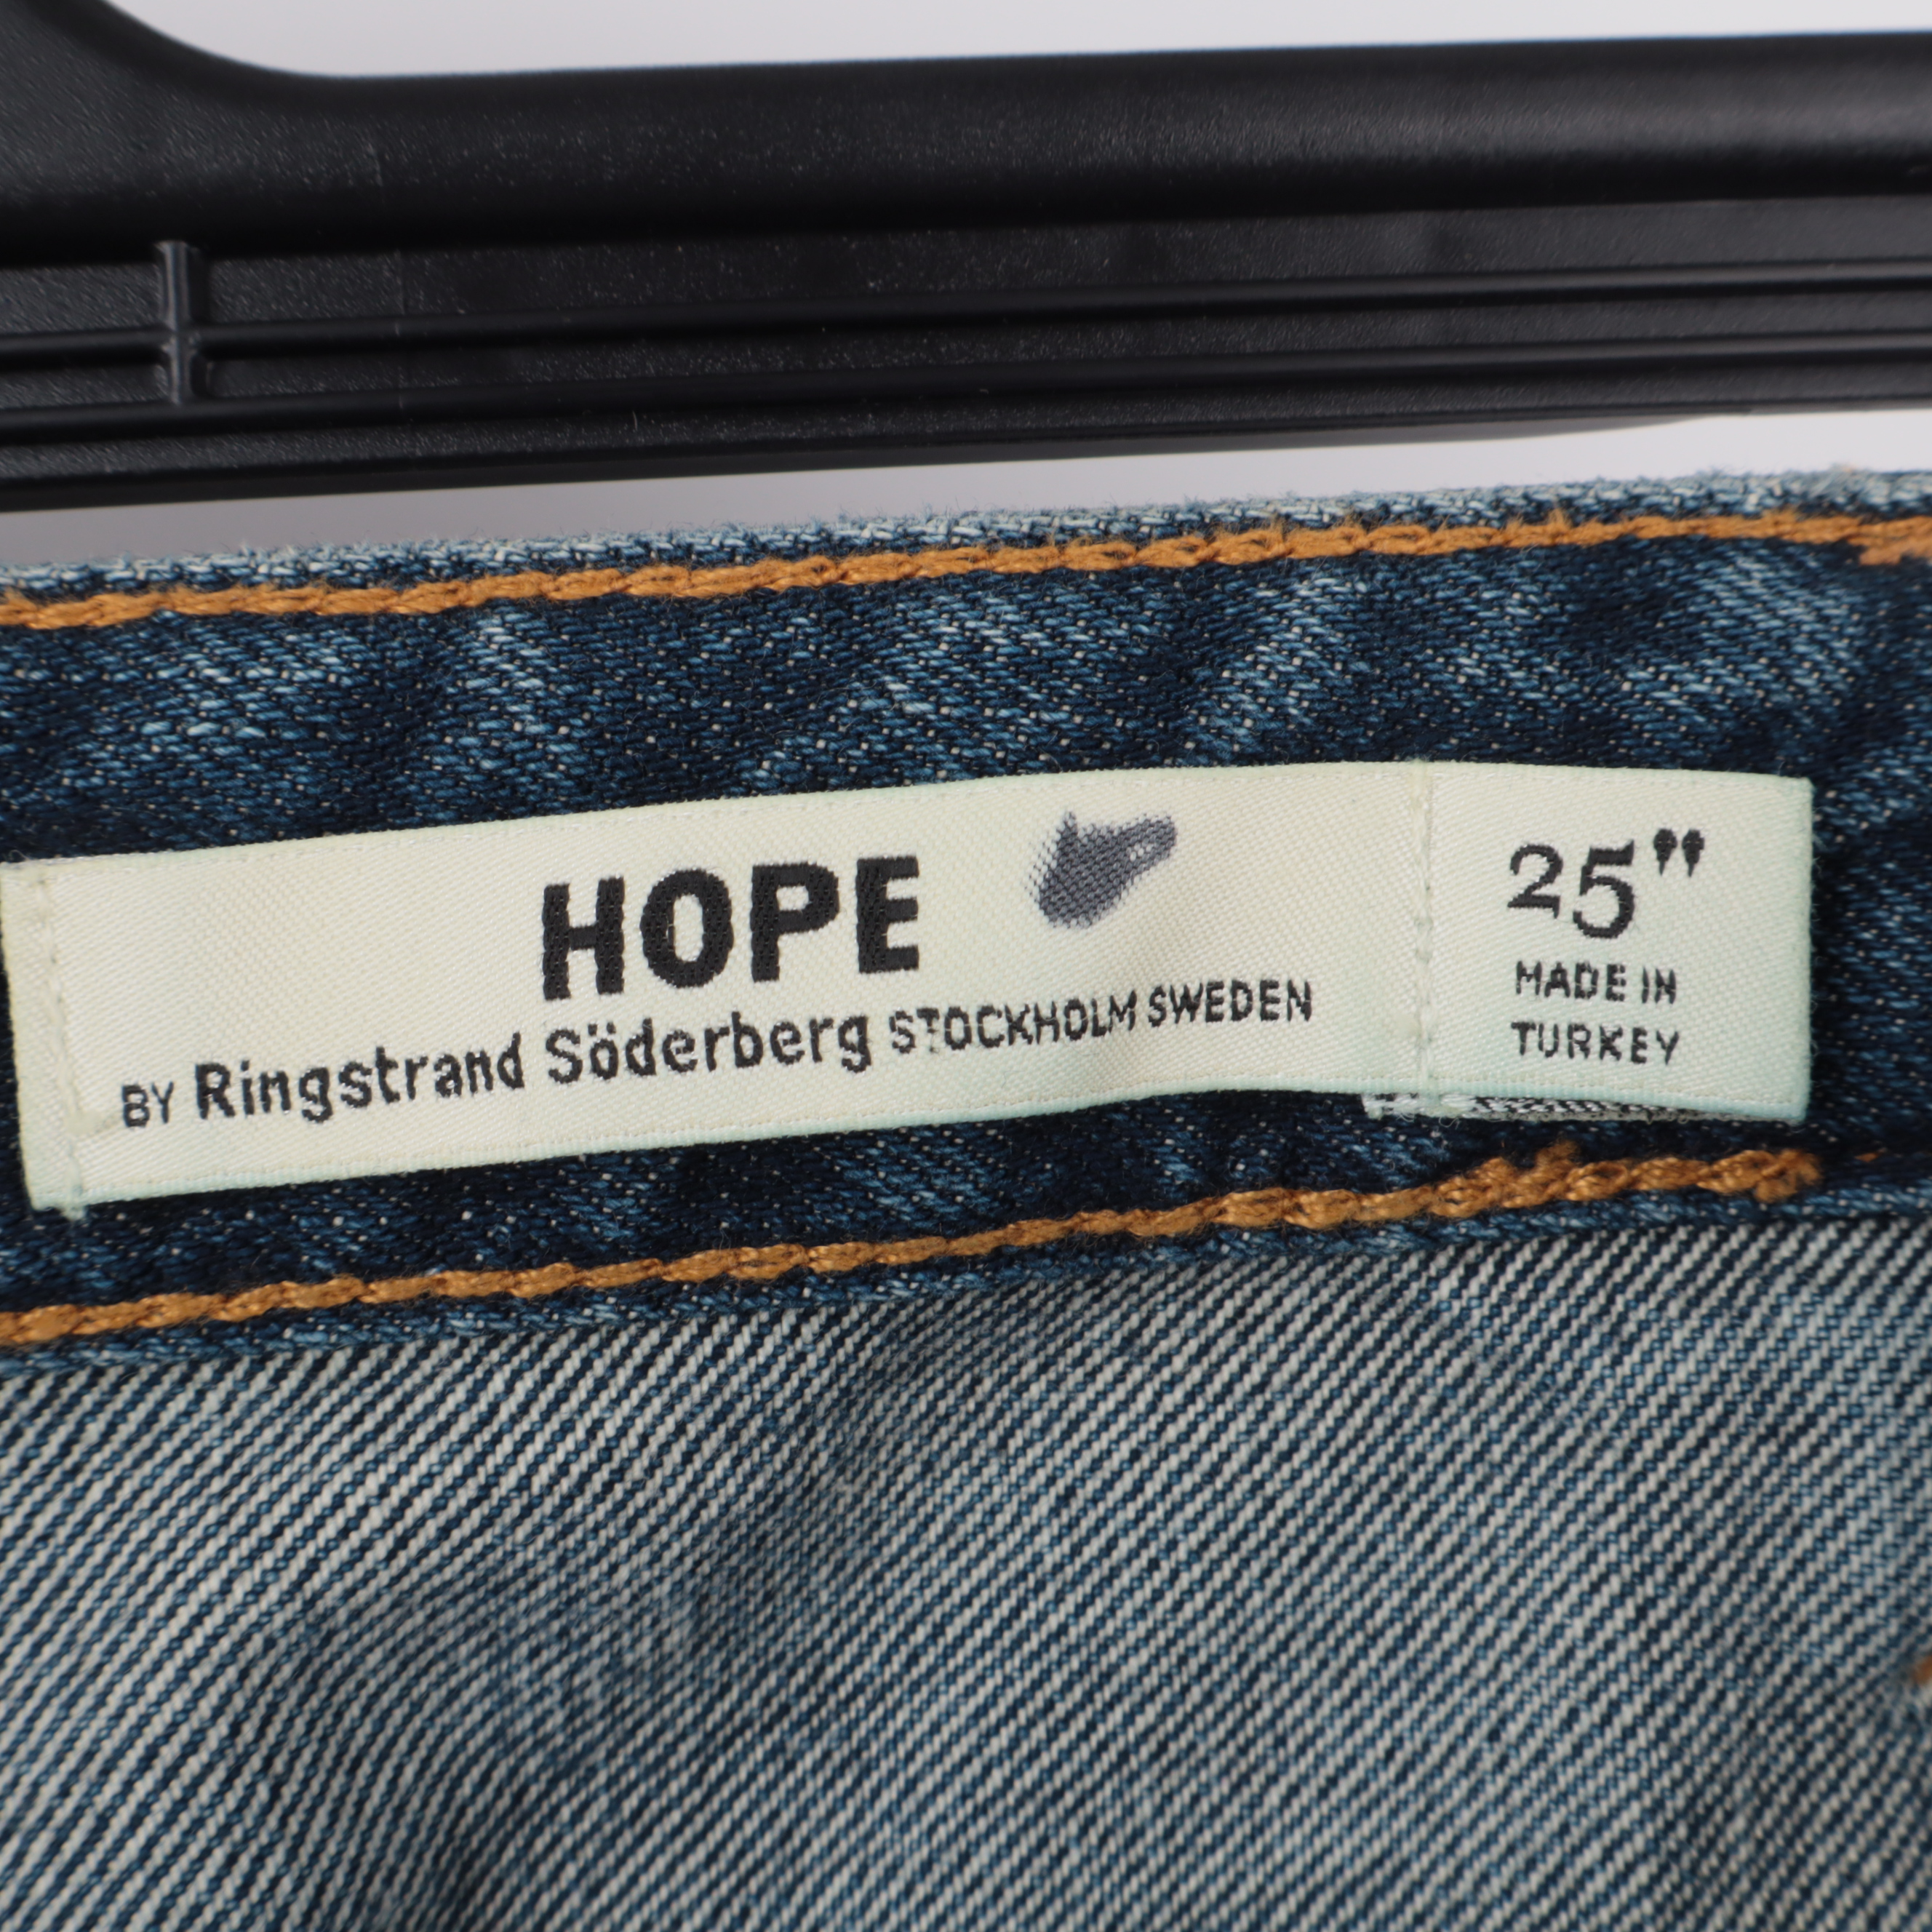 HOPE
BY Ringstrand Söderberg STOCKHOLM SWEDEN
25"
MADE IN
TURKEY